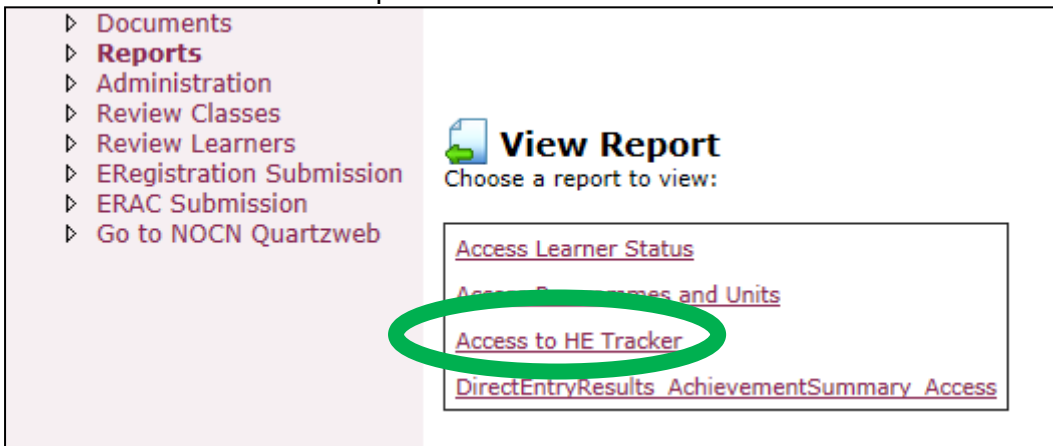 Documents
Reports
Administration
Review Classes
Review Learners
ERegistration Submission
ERAC Submission
Go to NOCN Quartzweb
View Report
Choose a report to view:
Access Learner Status
Access Programmes and Units
Access to HE Tracker
DirectEntryResults_AchievementSummary_Access